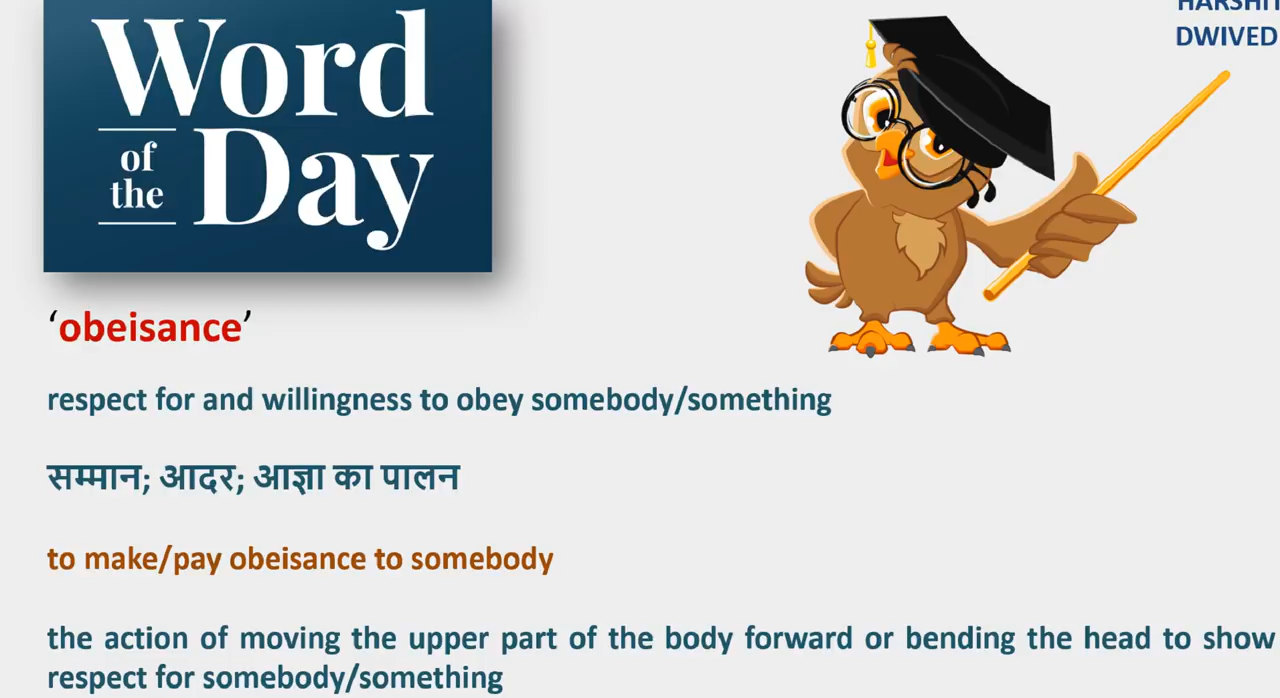 Word
of
the
Day
DWIVED
‘obeisance’
respect for and willingness to obey somebody/something
सम्मान; आदर; आज्ञा का पालन
to make/pay obeisance to somebody
the action of moving the upper part of the body forward or bending the head to show
respect for somebody/something